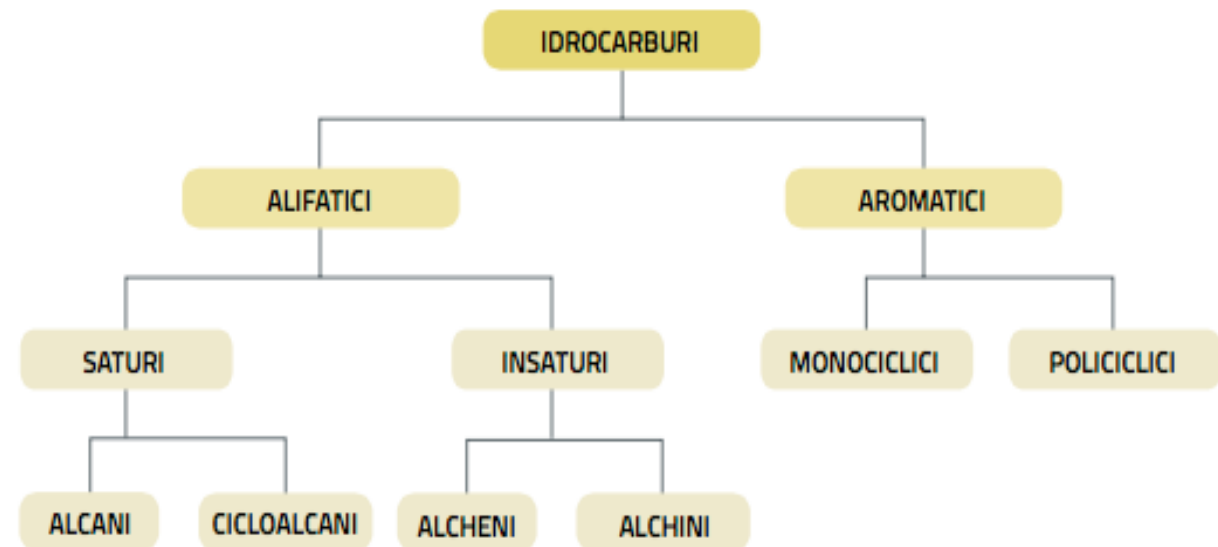 IDROCARBURI
ALIFATICI
AROMATICI
SATURI
INSATURI
MONOCICLICI
POLICICLICI
ALCANI
CICLOALCANI
ALCHENI
ALCHINI